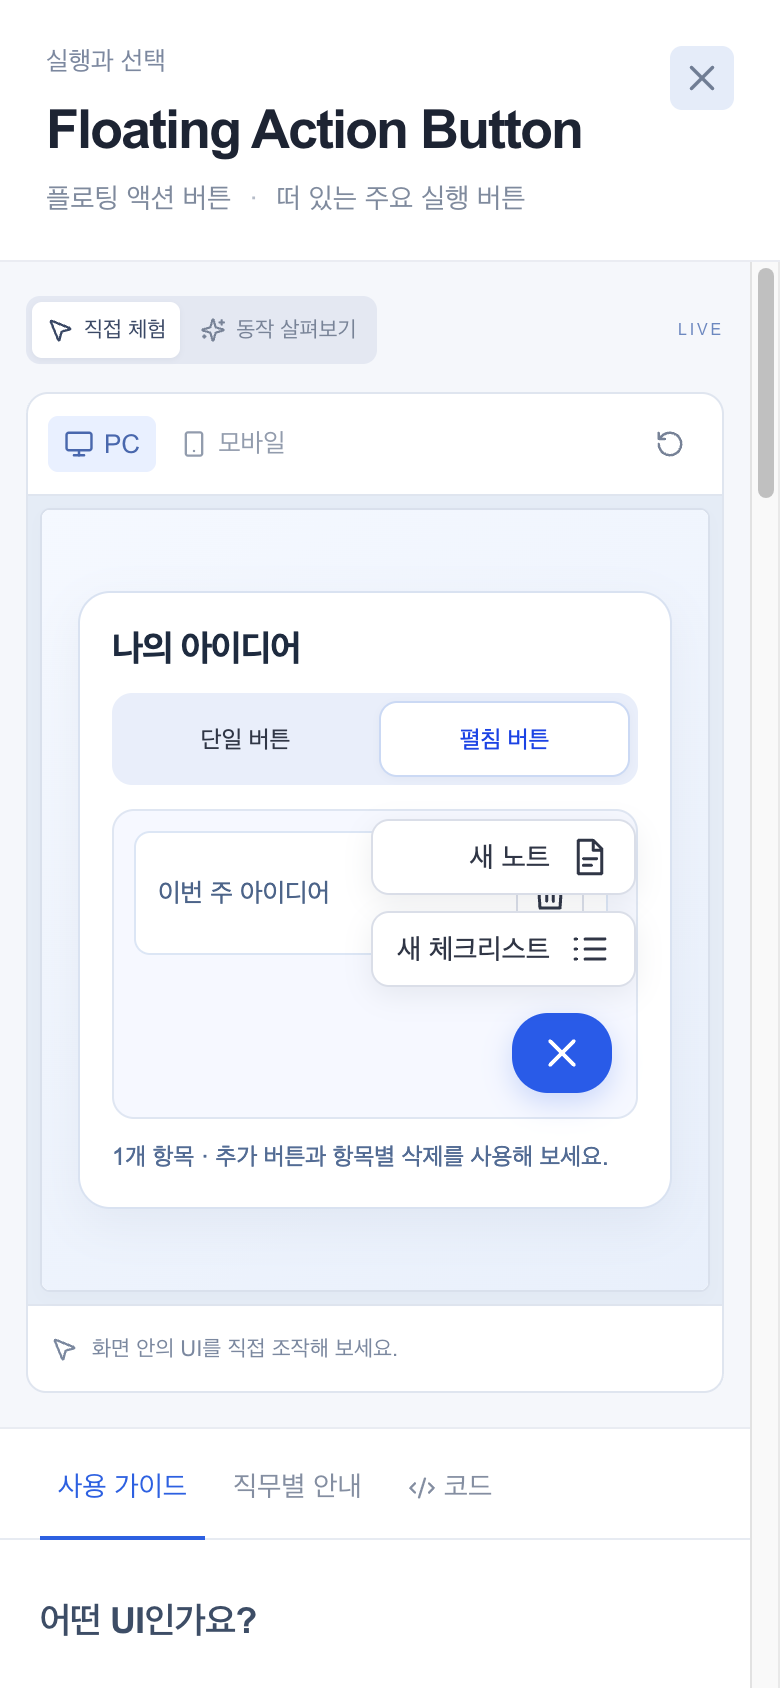 실행과 선택
Floating Action Button
플로팅 액션 버튼 · 떠 있는 주요 실행 버튼
직접 체험
동작 살펴보기
LIVE
PC
모바일
나의 아이디어
단일 버튼
펼침 버튼
새 노트
이번 주 아이디어
새 체크리스트
1개 항목 · 추가 버튼과 항목별 삭제를 사용해 보세요.
화면 안의 UI를 직접 조작해 보세요.
사용 가이드
직무별 안내
</> 코드
어떤 UI인가요?